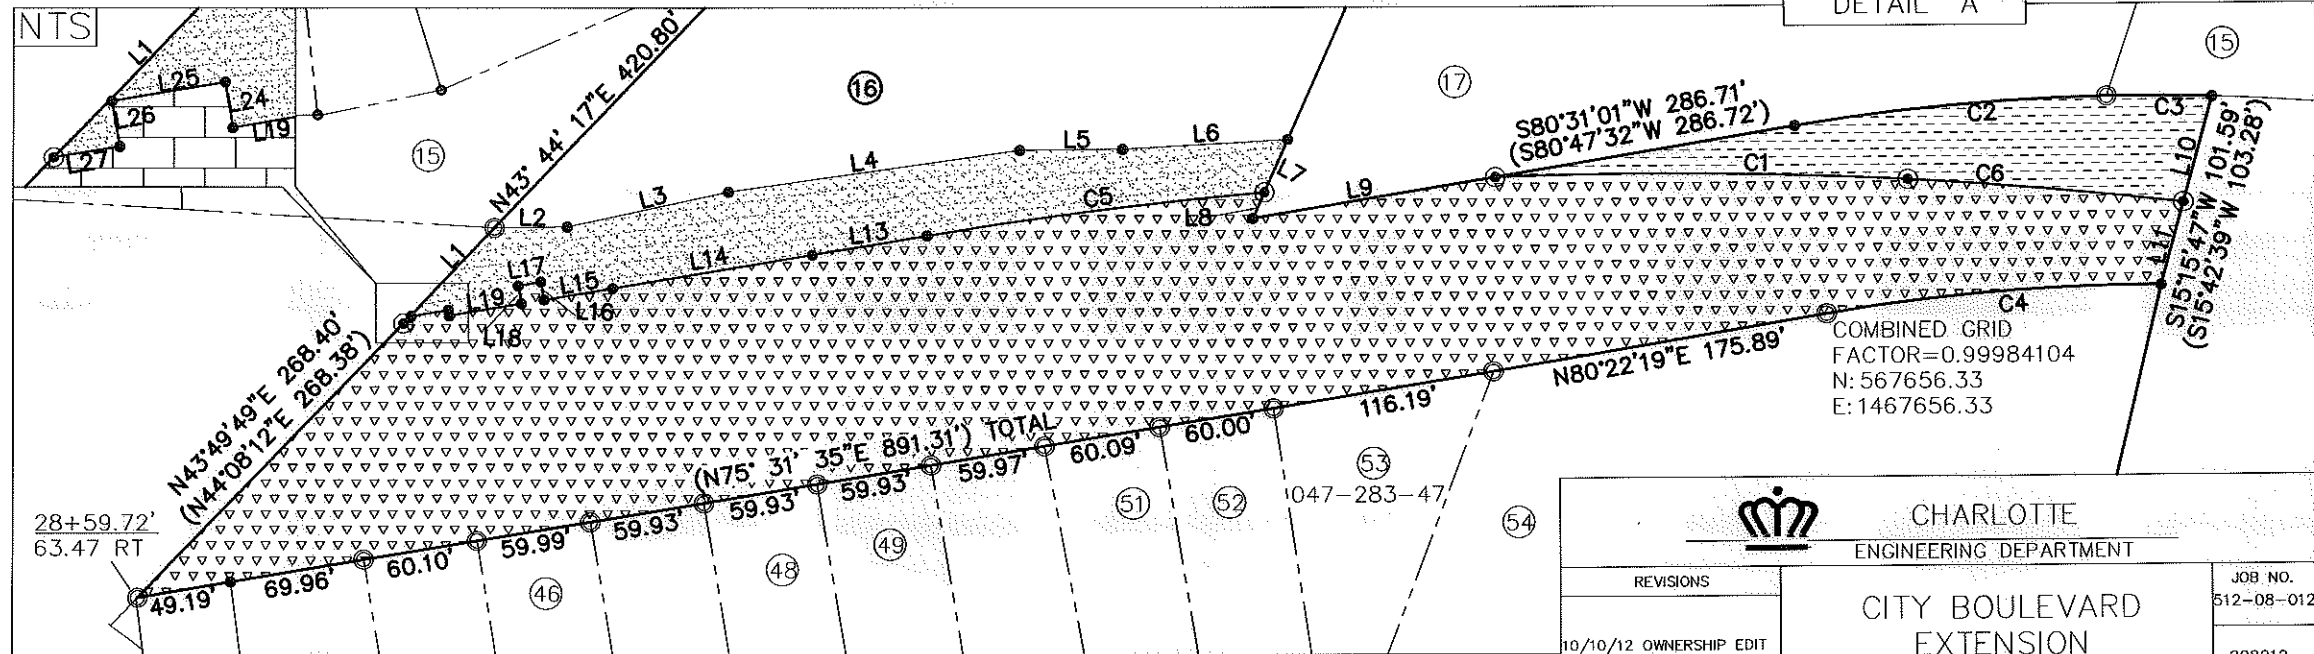 NTS
DETAIL A
L1
L25
L24
L26
L19
L27
15
N43° 44' 17"E 420.80'
16
17
15
S80°31'01"W 286.71'
(S80°47'32"W 286.72')
C2
C3
L10
S15°15'47"W 101.59'
(S15°42'39"W 103.28')
L2
L3
L4
L5
L6
L7
L8
L9
C5
C1
C6
L11
L1
L13
L14
L15
L16
L17
L18
L19
C4
N43°49'49"E 268.40'
(N44°08'12"E 268.38')
COMBINED GRID
FACTOR=0.99984104
N: 567656.33
E: 1467656.33
N80°22'19"E 175.89'
116.19'
(N75° 31' 35"E 891.31') TOTAL
28+59.72'
63.47 RT
49.19'
69.96'
60.10'
59.99'
59.93'
59.93'
59.93'
59.97'
60.09'
60.00'
46
48
49
51
52
53
047-283-47
54
CHARLOTTE
ENGINEERING DEPARTMENT
REVISIONS
10/10/12 OWNERSHIP EDIT
CITY BOULEVARD
EXTENSION
JOB NO.
512-08-012